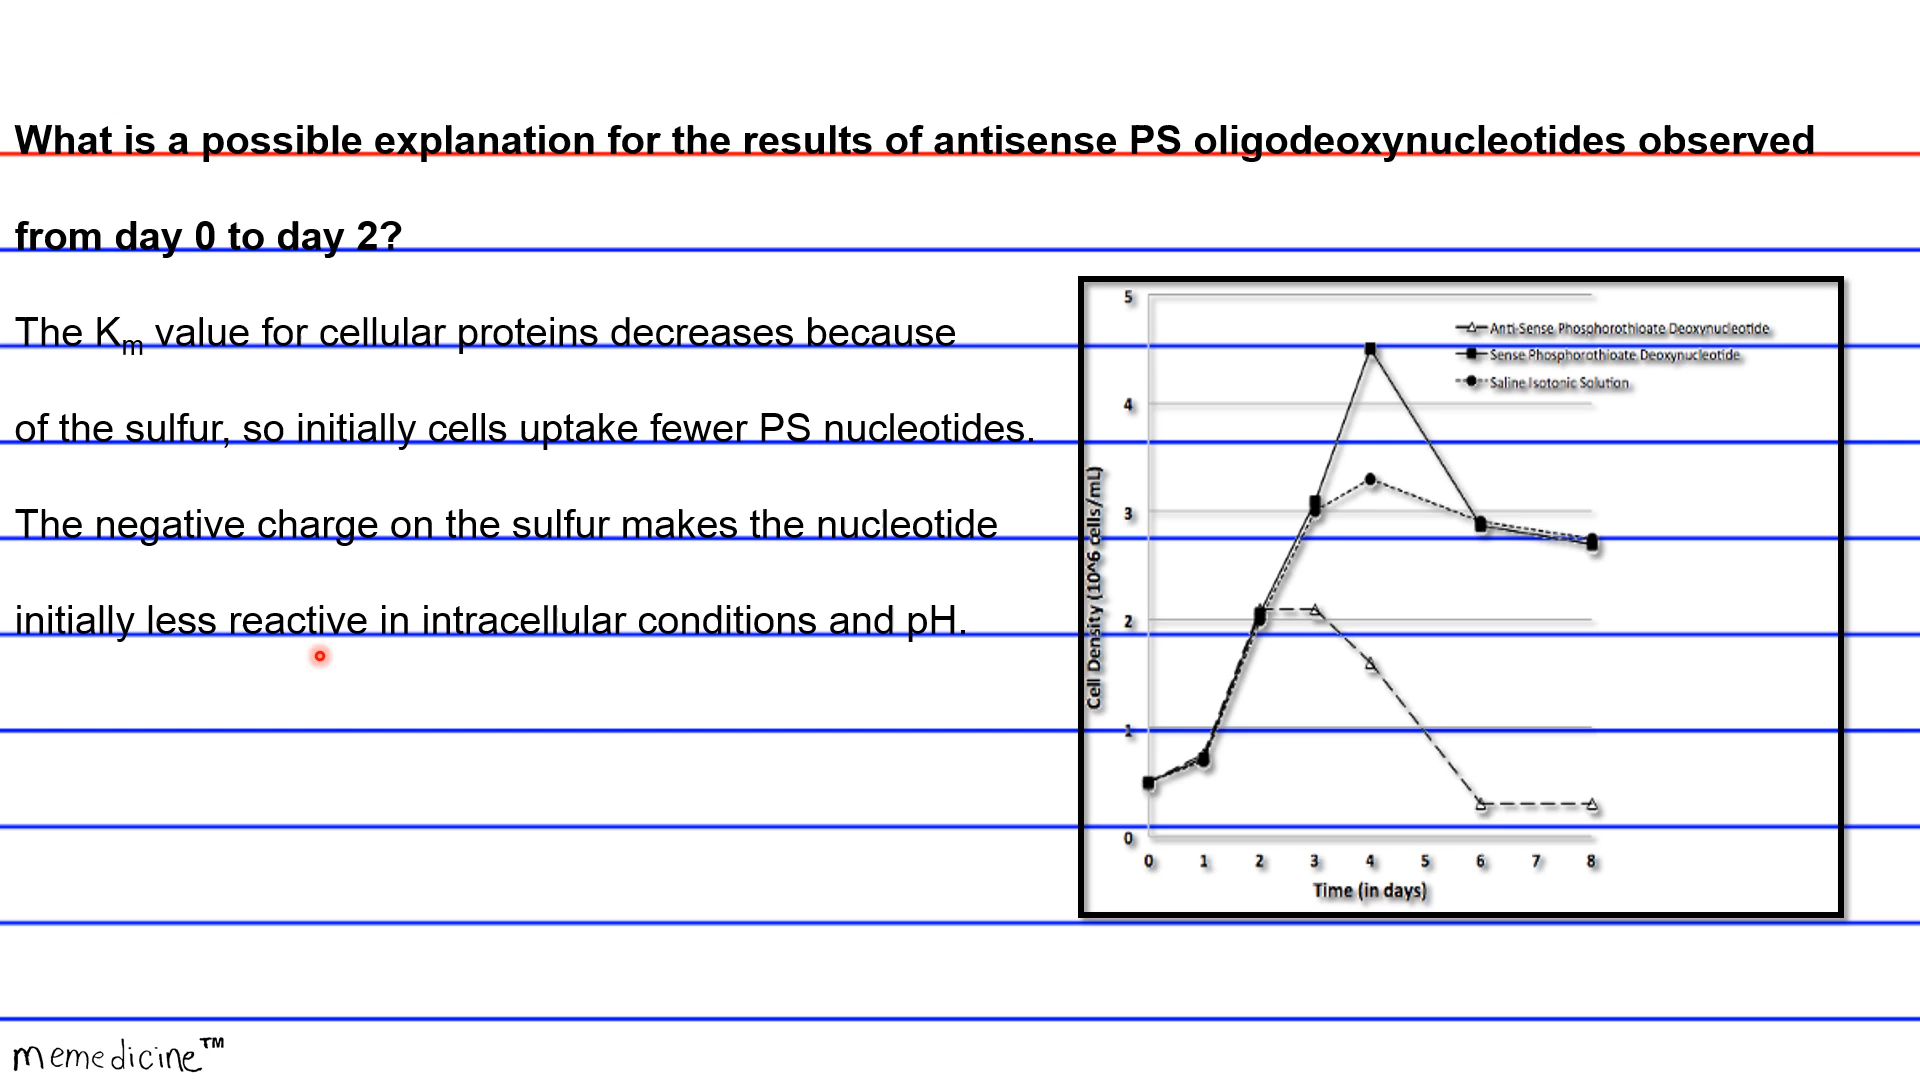 What is a possible explanation for the results of antisense PS oligodeoxynucleotides observed
from day 0 to day 2?
The Km value for cellular proteins decreases because
of the sulfur, so initially cells uptake fewer PS nucleotides.
The negative charge on the sulfur makes the nucleotide
initially less reactive in intracellular conditions and pH.
5
4
3
2
1
0
Cell Density (10^6 cells/mL)
Anti-Sense Phosphorothioate Deoxynucleotide
Sense Phosphorothioate Deoxynucleotide
Saline Isotonic Solution
0 1 2 3 4 5 6 7 8
Time (in days)
memedicine™